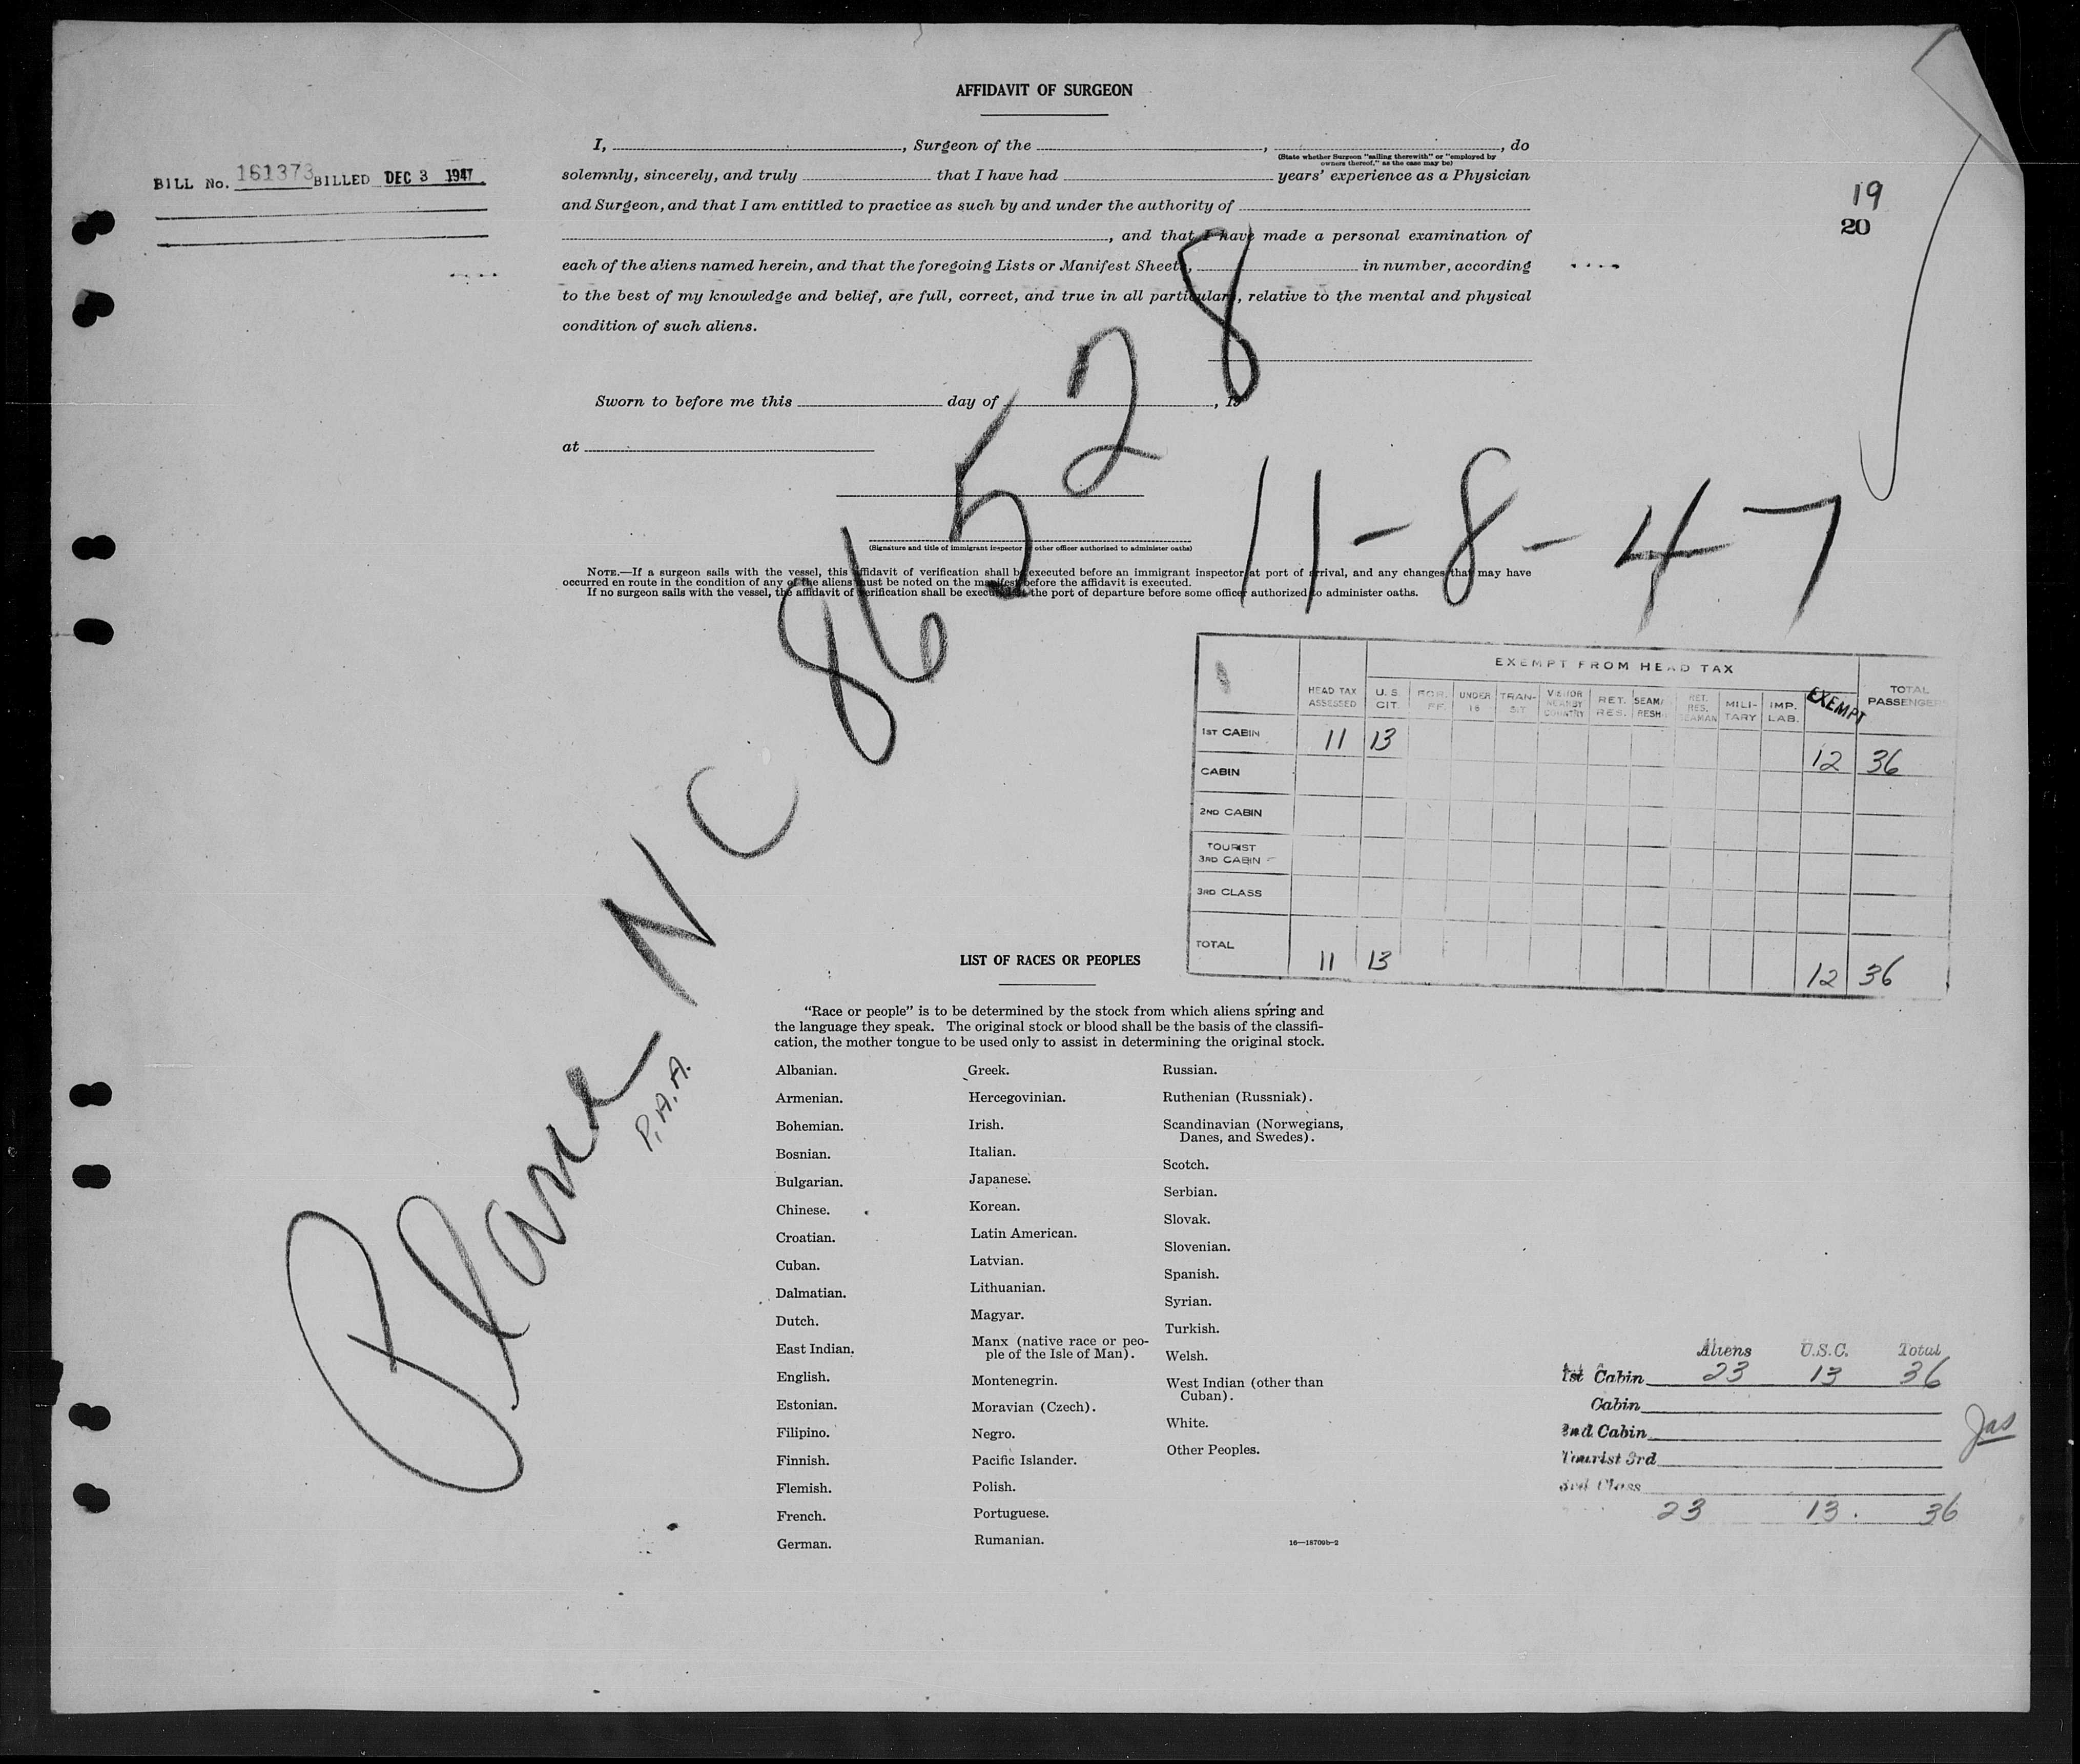 AFFIDAVIT OF SURGEON
BILL No. 161373 BILLED DEC 3 1947
I, , Surgeon of the , , do
(State whether Surgeon "sailing therewith" or "employed by
owners thereof," as the case may be)
solemnly, sincerely, and truly that I have had years' experience as a Physician
and Surgeon, and that I am entitled to practice as such by and under the authority of
, and that I have made a personal examination of
each of the aliens named herein, and that the foregoing Lists or Manifest Sheets, in number, according
to the best of my knowledge and belief, are full, correct, and true in all particulars, relative to the mental and physical
condition of such aliens.
19
20
Sworn to before me this day of , 19
at
(Signature and title of immigrant inspector or other officer authorized to administer oaths)
NOTE.—If a surgeon sails with the vessel, this affidavit of verification shall be executed before an immigrant inspector at port of arrival, and any changes that may have
occurred en route in the condition of any of the aliens must be noted on the manifest before the affidavit is executed.
If no surgeon sails with the vessel, the affidavit of verification shall be executed at the port of departure before some officer authorized to administer oaths.
Plane NC 86528
P.A.A.
11-8-47
EXEMPT FROM HEAD TAX
HEAD TAX ASSESSED U. S. CIT. FOR. FF. UNDER 16 TRAN-SIT VISITOR NEARBY COUNTRY RET. RES. SEAM/ RESH. RET. RES. SEAMAN MILI-TARY IMP. LAB. EXEMPT TOTAL PASSENGERS
1ST CABIN 11 13 12 36
CABIN
2ND CABIN
TOURIST
3RD CABIN
3RD CLASS
TOTAL 11 13 12 36
LIST OF RACES OR PEOPLES
"Race or people" is to be determined by the stock from which aliens spring and
the language they speak. The original stock or blood shall be the basis of the classifi-
cation, the mother tongue to be used only to assist in determining the original stock.
Albanian.
Armenian.
Bohemian.
Bosnian.
Bulgarian.
Chinese.
Croatian.
Cuban.
Dalmatian.
Dutch.
East Indian.
English.
Estonian.
Filipino.
Finnish.
Flemish.
French.
German.
Greek.
Hercegovinian.
Irish.
Italian.
Japanese.
Korean.
Latin American.
Latvian.
Lithuanian.
Magyar.
Manx (native race or peo-
ple of the Isle of Man).
Montenegrin.
Moravian (Czech).
Negro.
Pacific Islander.
Polish.
Portuguese.
Rumanian.
Russian.
Ruthenian (Russniak).
Scandinavian (Norwegians,
Danes, and Swedes).
Scotch.
Serbian.
Slovak.
Slovenian.
Spanish.
Syrian.
Turkish.
Welsh.
West Indian (other than
Cuban).
White.
Other Peoples.
16—18709b-2
Aliens U.S.C. Total
1st Cabin 23 13 36
Cabin
2nd Cabin
Tourist 3rd
3rd Class
23 13. 36
Jas